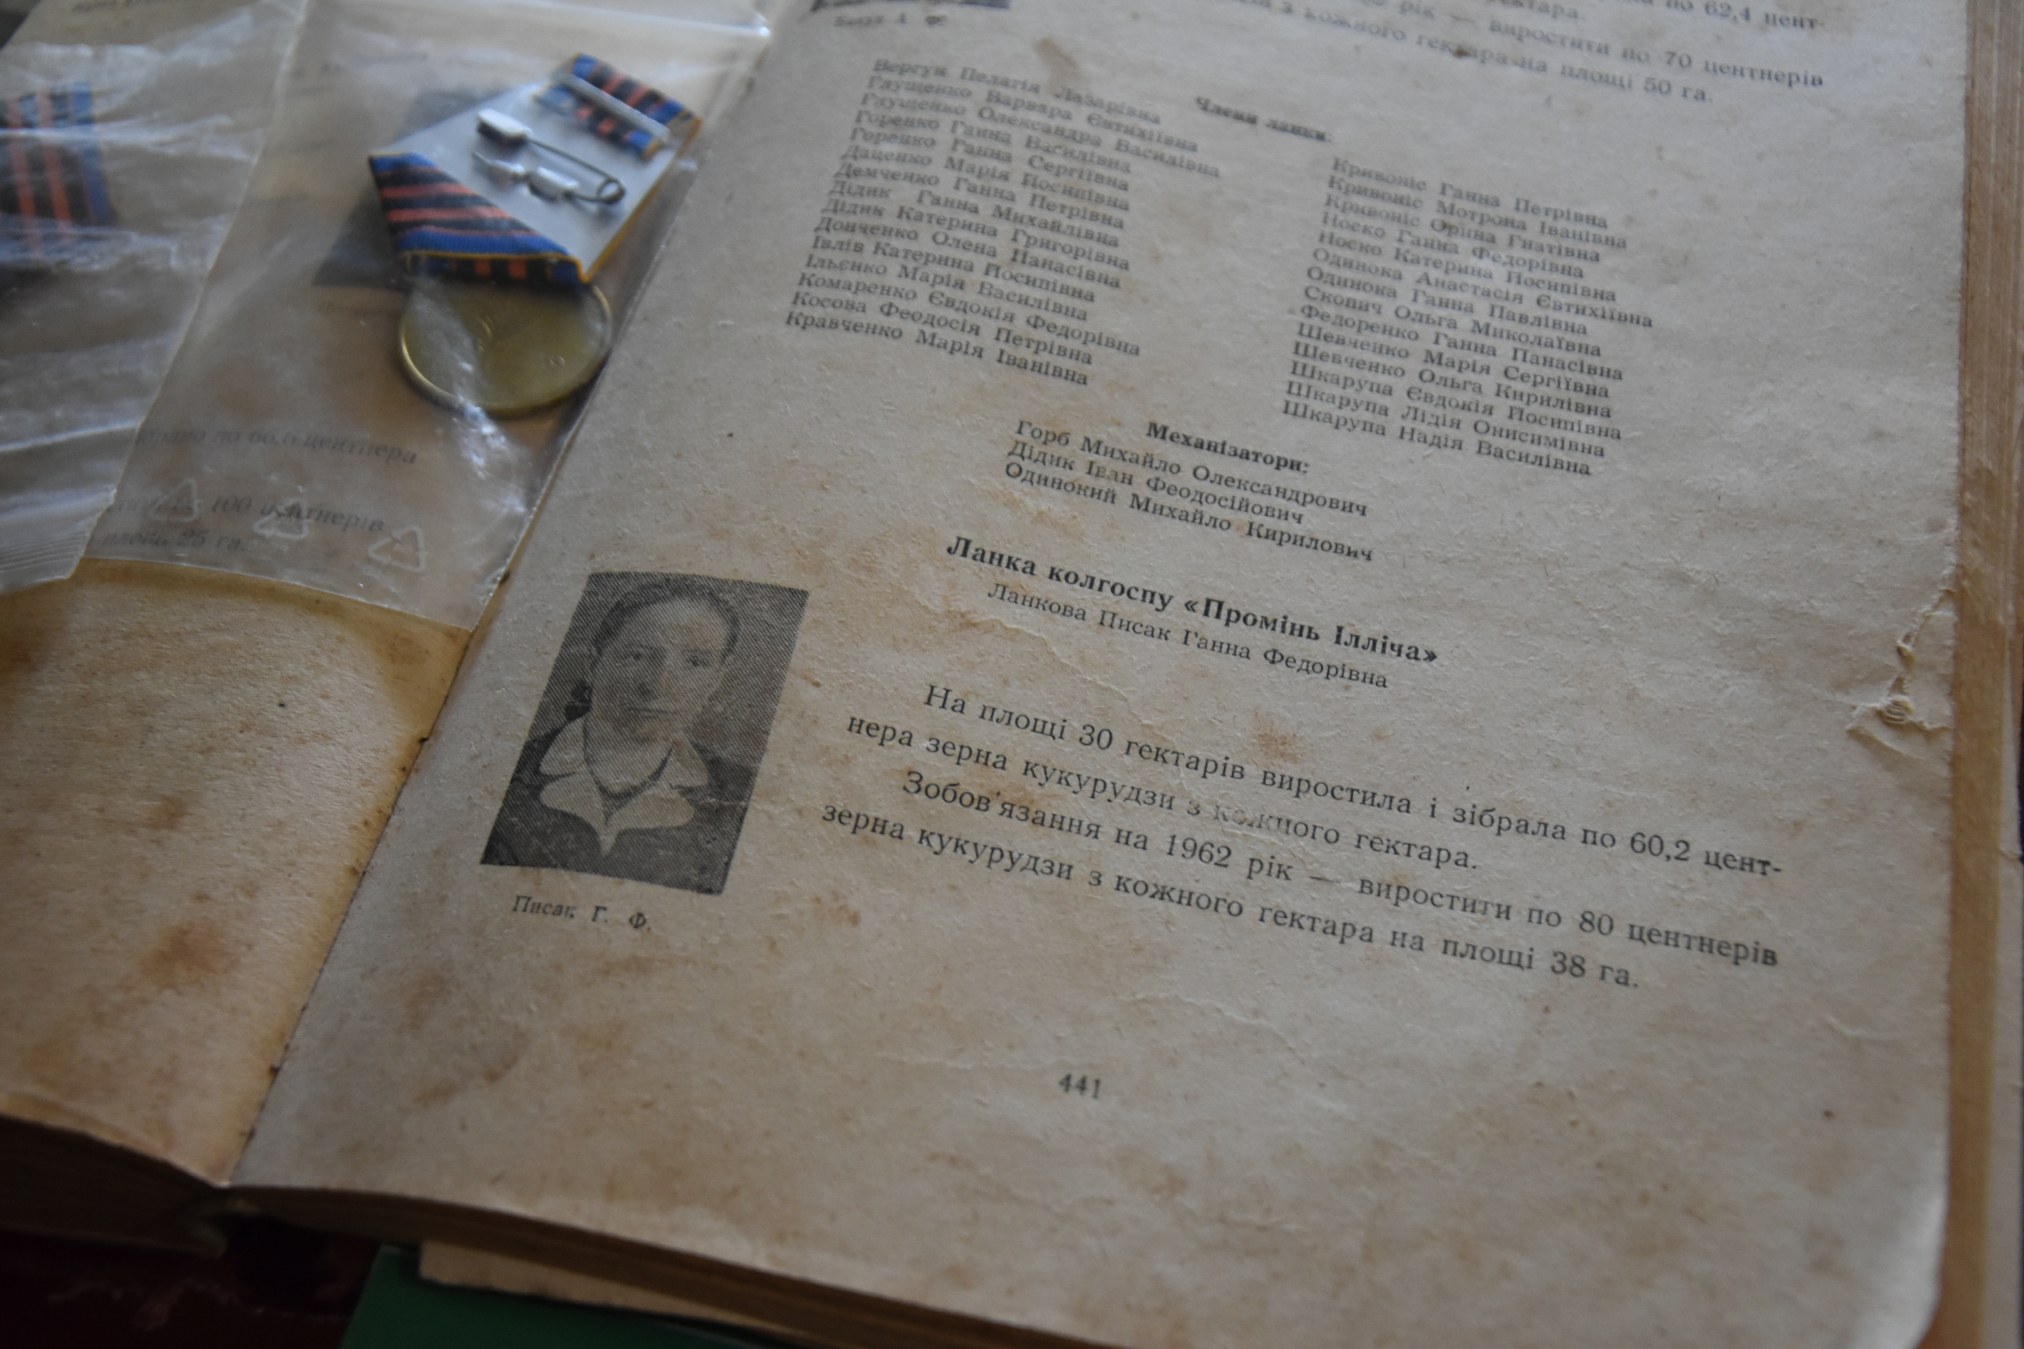 по 62,4 цент-
гектара.
рік — виростити по 70 центнерів
з кожного гектара на площі 50 га.
Члени ланки:
Вергун Пелагія Лазарівна
Глущенко Варвара Євтихіївна
Глущенко Олександра Василівна
Горенко Ганна Василівна
Горенко Ганна Сергіївна
Даценко Марія Йосипівна
Демченко Ганна Петрівна
Дідик Ганна Михайлівна
Дідик Катерина Григорівна
Донченко Олена Панасівна
Івлів Катерина Йосипівна
Ільєнко Марія Василівна
Комаренко Євдокія Федорівна
Косова Феодосія Петрівна
Кравченко Марія Іванівна
Кривоніс Ганна Петрівна
Кривоніс Мотрона Іванівна
Кривоніс Орина Гнатівна
Носко Ганна Федорівна
Носко Катерина Йосипівна
Одинока Анастасія Євтихіївна
Одинока Ганна Павлівна
Скопич Ольга Миколаївна
Федоренко Ганна Панасівна
Шевченко Марія Сергіївна
Шевченко Ольга Кирилівна
Шкарупа Євдокія Йосипівна
Шкарупа Лідія Онисимівна
Шкарупа Надія Василівна
Механізатори:
Горб Михайло Олександрович
Дідик Іван Феодосійович
Одинокий Михайло Кирилович
Ланка колгоспу «Промінь Ілліча»
Ланкова Писак Ганна Федорівна
На площі 30 гектарів виростила і зібрала по 60,2 цент-
нера зерна кукурудзи з кожного гектара.
Зобов'язання на 1962 рік — виростити по 80 центнерів
зерна кукурудзи з кожного гектара на площі 38 га.
Писак Г. Ф.
441
по 60,0 центнера
100 центнерів
площі 25 га.